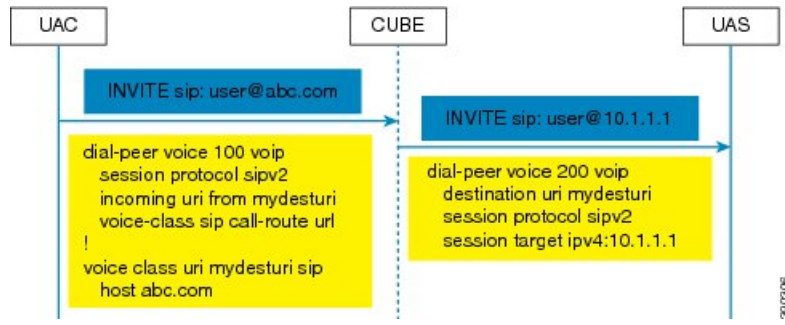 UAC
CUBE
UAS
INVITE sip: user@abc.com
INVITE sip: user@10.1.1.1
dial-peer voice 100 voip
session protocol sipv2
incoming uri from mydesturi
voice-class sip call-route url
!
voice class uri mydesturi sip
host abc.com
dial-peer voice 200 voip
destination uri mydesturi
session protocol sipv2
session target ipv4:10.1.1.1